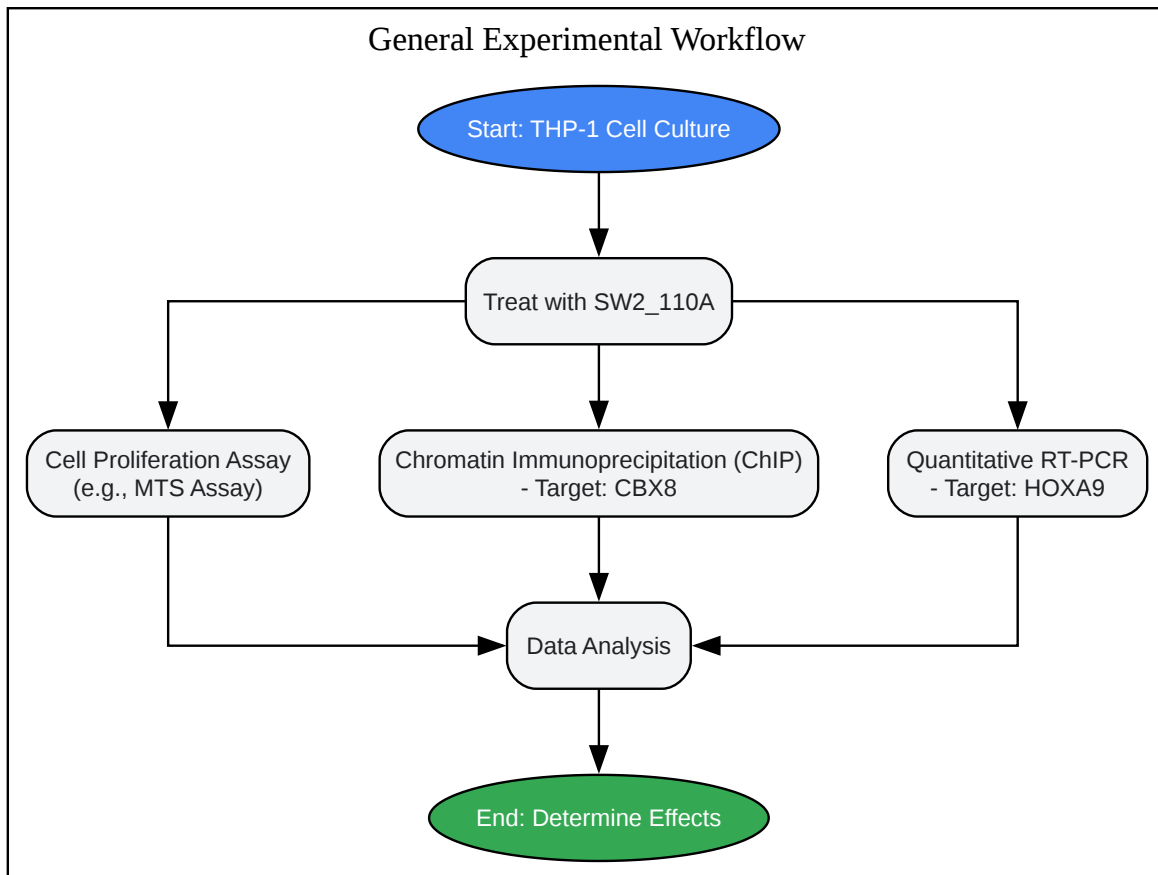 General Experimental Workflow
Start: THP-1 Cell Culture
Treat with SW2_110A
Cell Proliferation Assay
(e.g., MTS Assay)
Chromatin Immunoprecipitation (ChIP)
- Target: CBX8
Quantitative RT-PCR
- Target: HOXA9
Data Analysis
End: Determine Effects